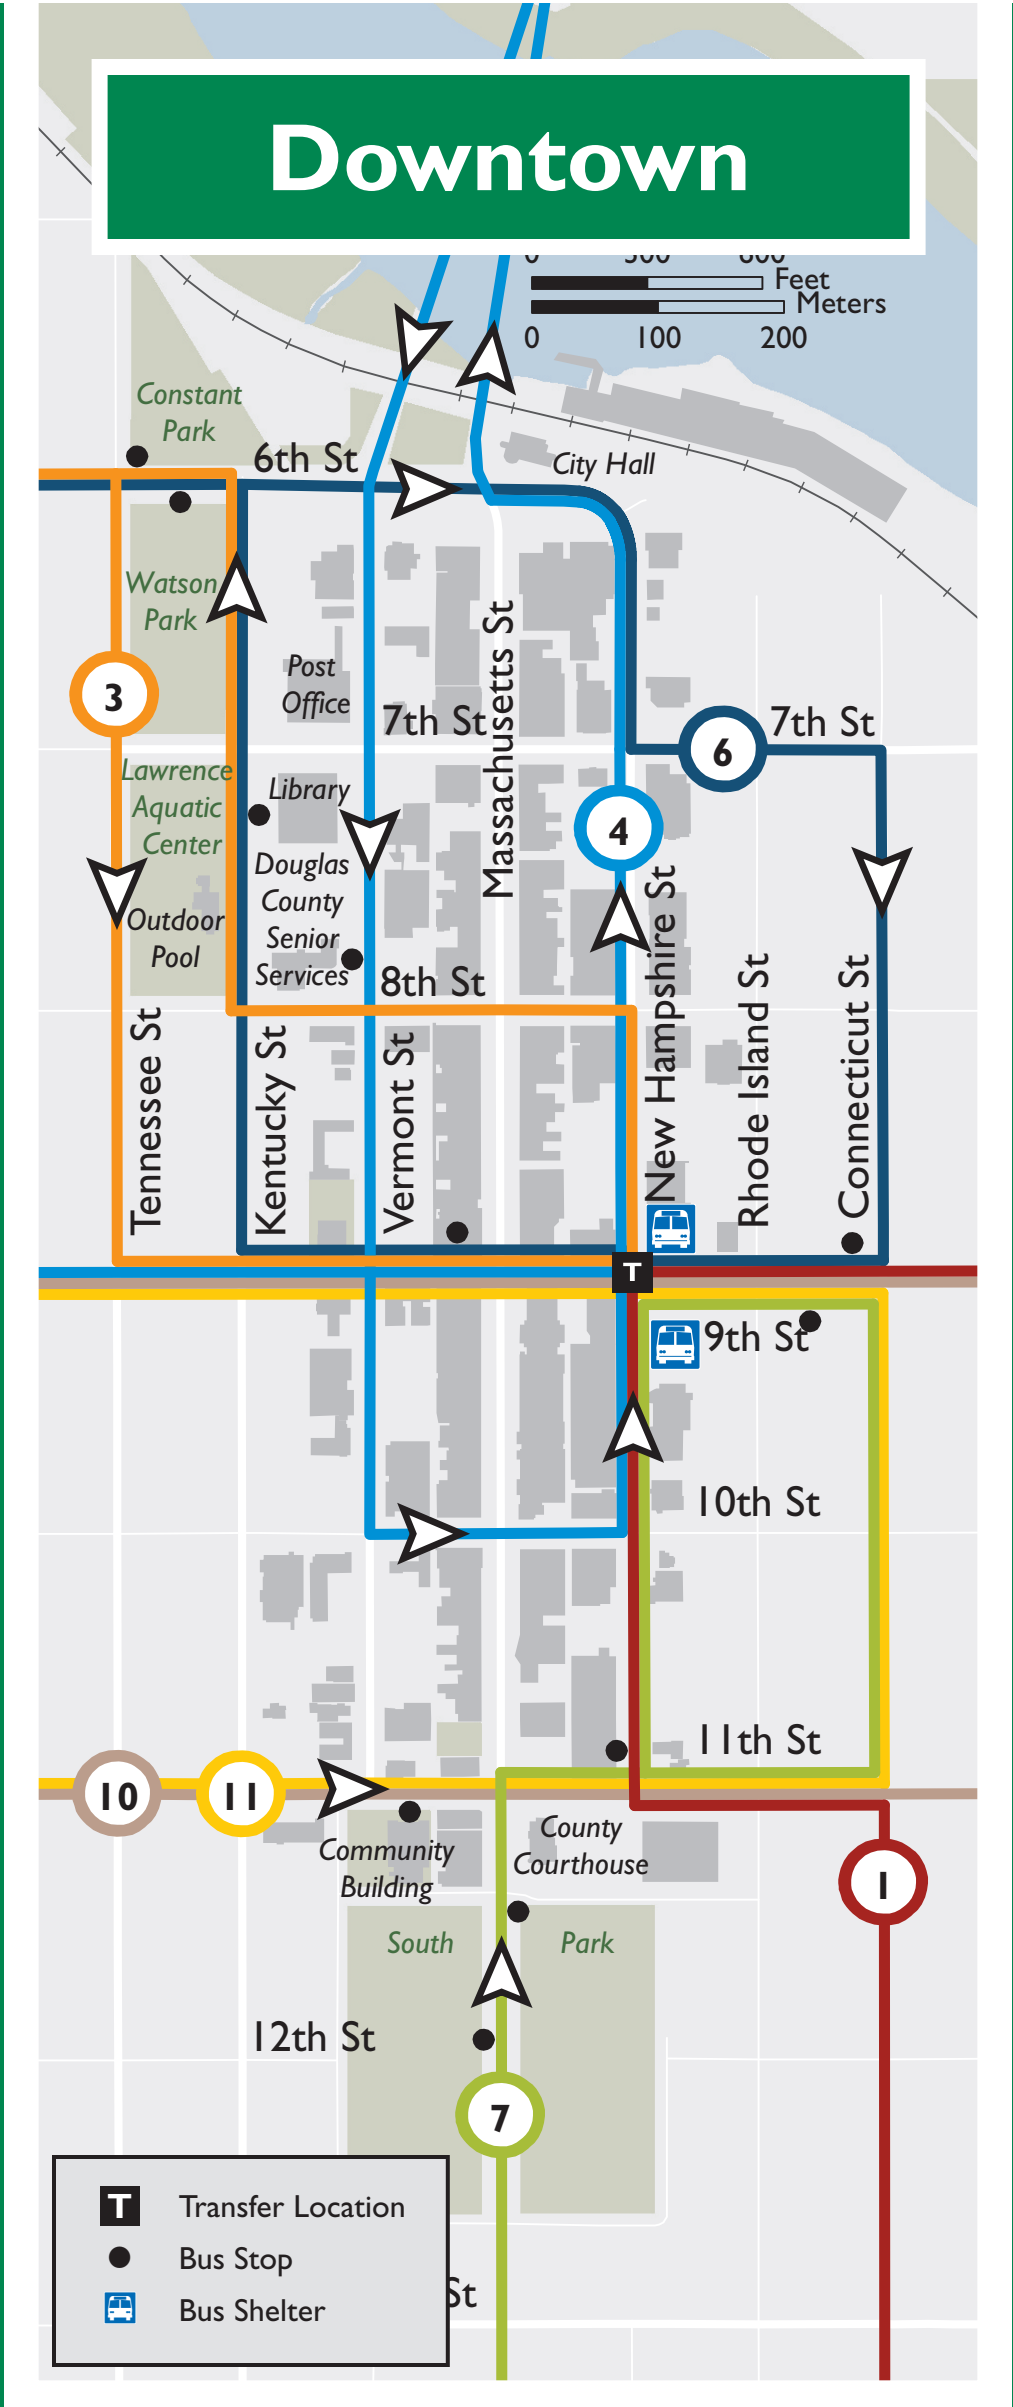 Downtown
Feet
Meters
0 100 200
Constant
Park
6th St
City Hall
Watson
Park
Post
Office
3
7th St
Massachusetts St
6
7th St
Lawrence
Aquatic
Center
Library
4
Douglas
County
Senior
Services
Outdoor
Pool
8th St
Tennessee St
Kentucky St
Vermont St
New Hampshire St
Rhode Island St
Connecticut St
T
9th St
10th St
11th St
10
11
Community
Building
County
Courthouse
1
South Park
12th St
7
T Transfer Location
Bus Stop
Bus Shelter
St